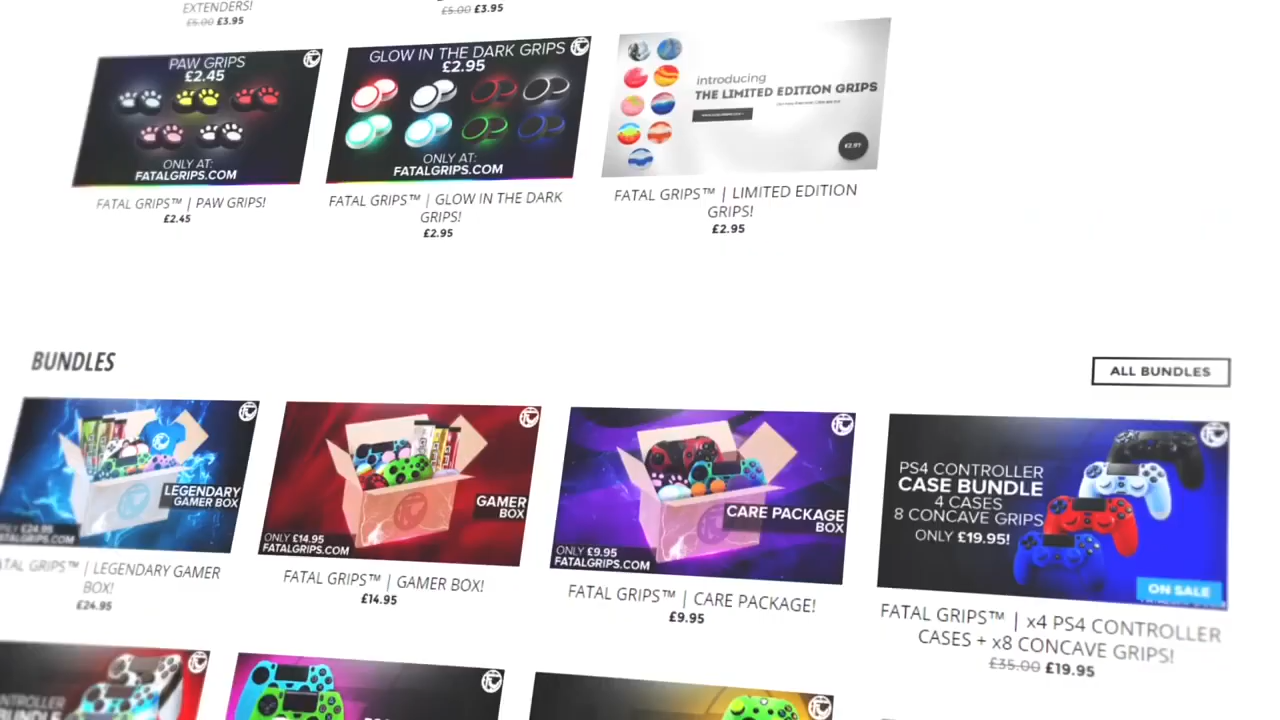 EXTENDERS!
£5.00 £3.95
£5.00 £3.95
PAW GRIPS
£2.45
ONLY AT:
FATALGRIPS.COM
FATAL GRIPS™ | PAW GRIPS!
£2.45
GLOW IN THE DARK GRIPS
£2.95
ONLY AT:
FATALGRIPS.COM
FATAL GRIPS™ | GLOW IN THE DARK
GRIPS!
£2.95
introducing
THE LIMITED EDITION GRIPS
£2.97
FATAL GRIPS™ | LIMITED EDITION
GRIPS!
£2.95
BUNDLES
ALL BUNDLES
LEGENDARY
GAMER BOX
ONLY £24.95
FATAL GRIPS™ | LEGENDARY GAMER
BOX!
£24.95
GAMER
BOX
ONLY £14.95
FATALGRIPS.COM
FATAL GRIPS™ | GAMER BOX!
£14.95
CARE PACKAGE
BOX
ONLY £9.95
FATALGRIPS.COM
FATAL GRIPS™ | CARE PACKAGE!
£9.95
PS4 CONTROLLER
CASE BUNDLE
4 CASES
8 CONCAVE GRIPS
ONLY £19.95!
ON SALE
FATAL GRIPS™ | x4 PS4 CONTROLLER
CASES + x8 CONCAVE GRIPS!
£35.00 £19.95